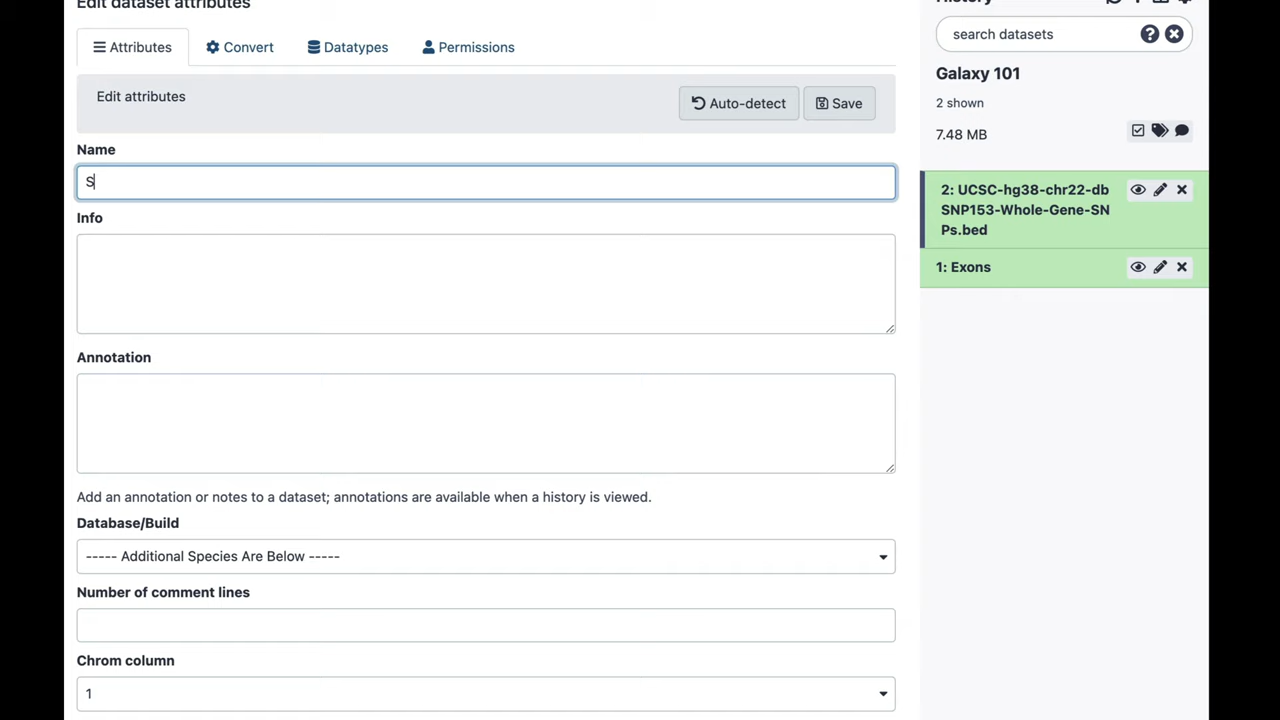 Edit dataset attributes
Attributes
Convert
Datatypes
Permissions
Edit attributes
Auto-detect
Save
Name
S
Info
Annotation
Add an annotation or notes to a dataset; annotations are available when a history is viewed.
Database/Build
----- Additional Species Are Below -----
Number of comment lines
Chrom column
1
History
search datasets
Galaxy 101
2 shown
7.48 MB
2: UCSC-hg38-chr22-db
SNP153-Whole-Gene-SN
Ps.bed
1: Exons